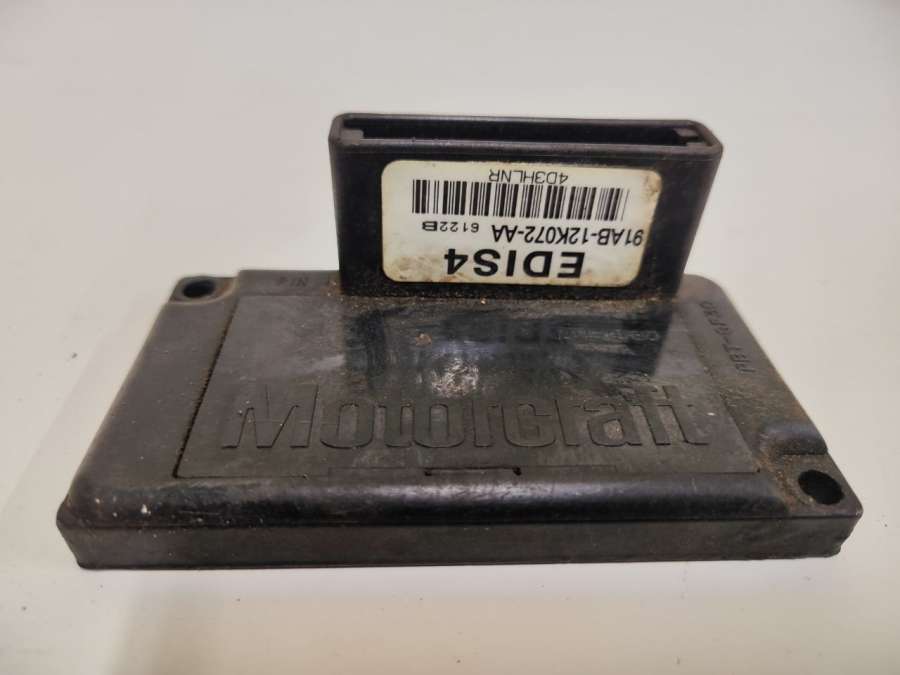 4D3HLNR
91AB-12K072-AA 6122B
EDIS4
Motorcraft